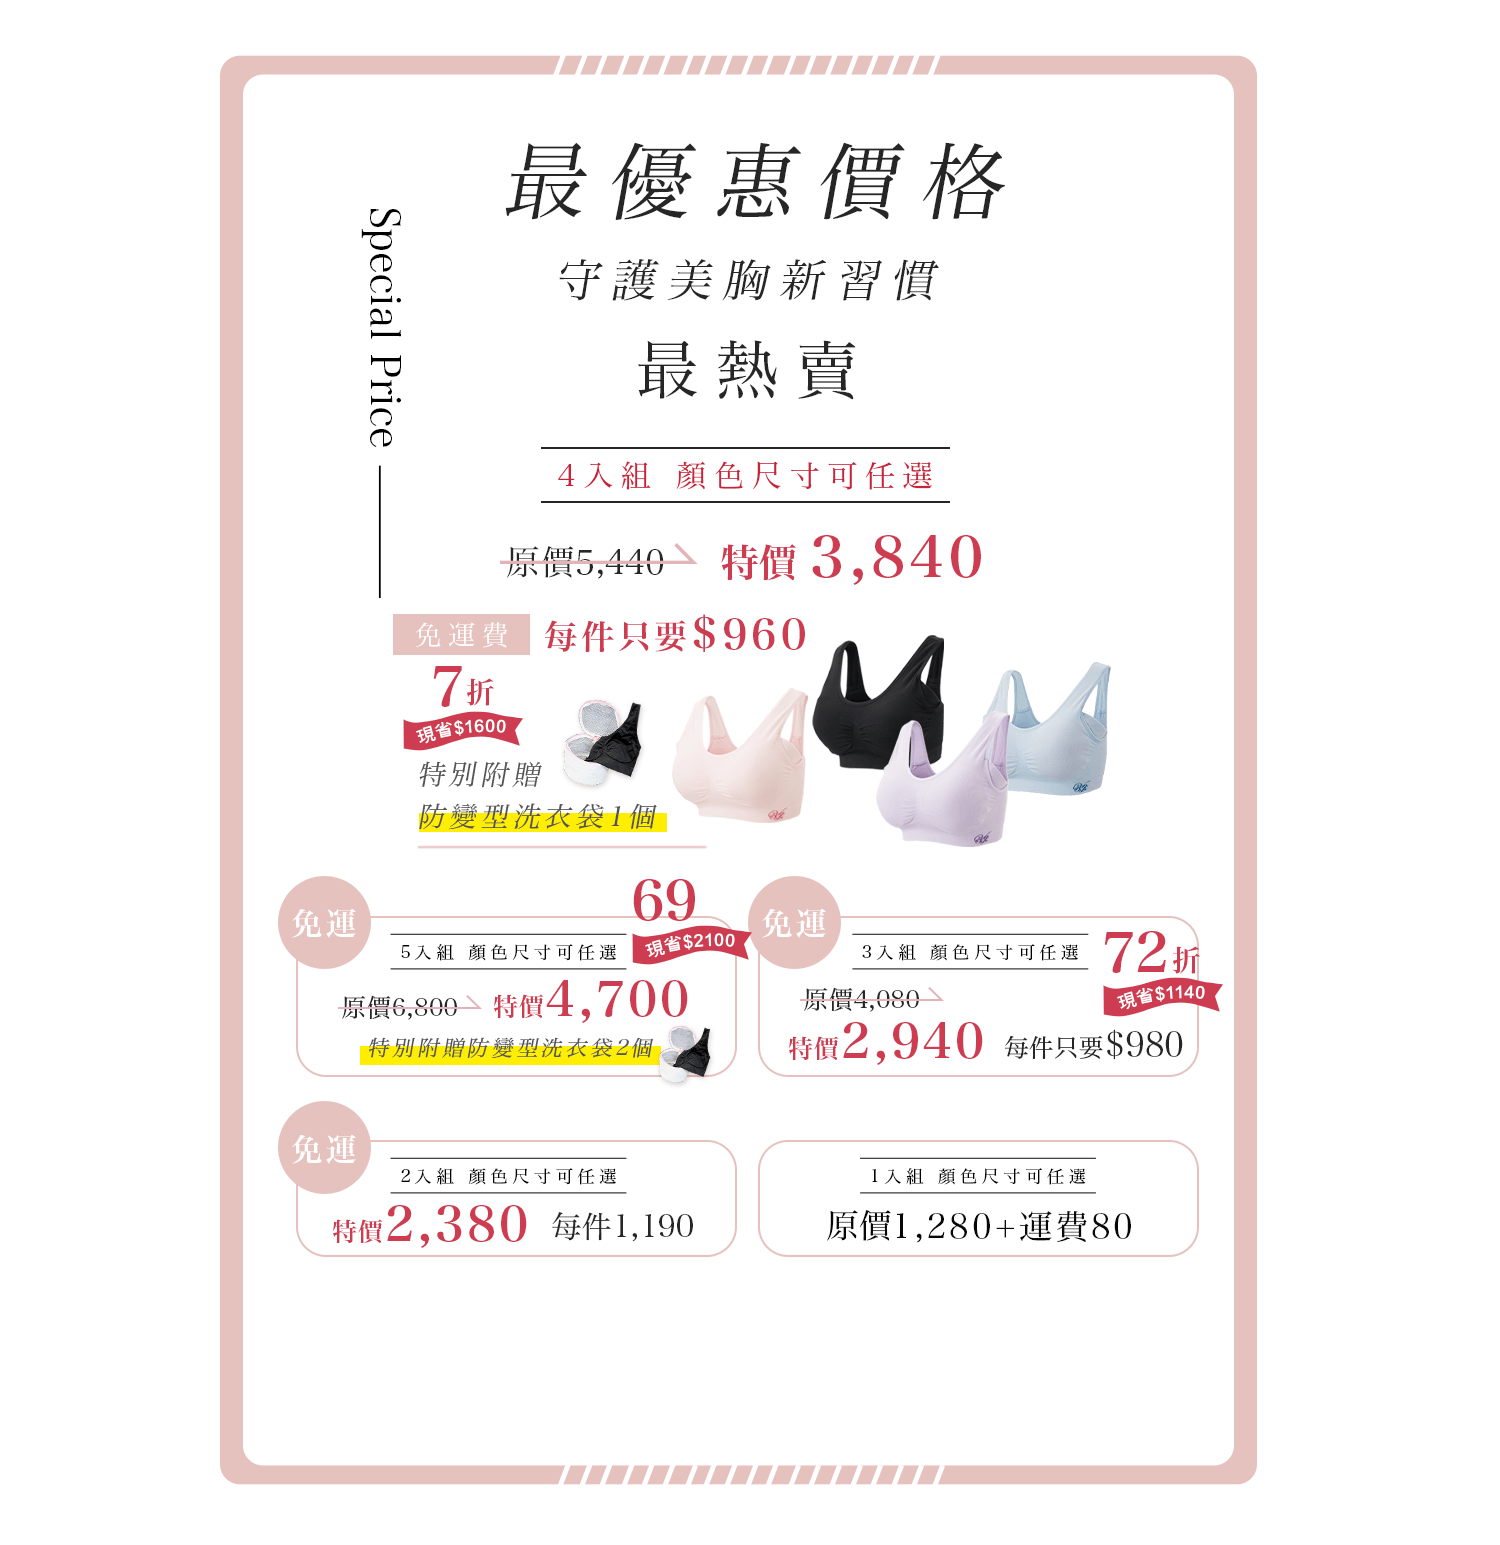 最優惠價格
守護美胸新習慣
最熱賣
Special Price
4入組 顏色尺寸可任選
原價5,440 特價 3,840
免運費 每件只要$960
7折
現省$1600
特別附贈
防變型洗衣袋1個
免運
69
5入組 顏色尺寸可任選
現省$2100
原價6,800 特價4,700
特別附贈防變型洗衣袋2個
免運
3入組 顏色尺寸可任選
72折
現省$1140
原價4,080
特價2,940 每件只要$980
免運
2入組 顏色尺寸可任選
特價2,380 每件1,190
1入組 顏色尺寸可任選
原價1,280+運費80